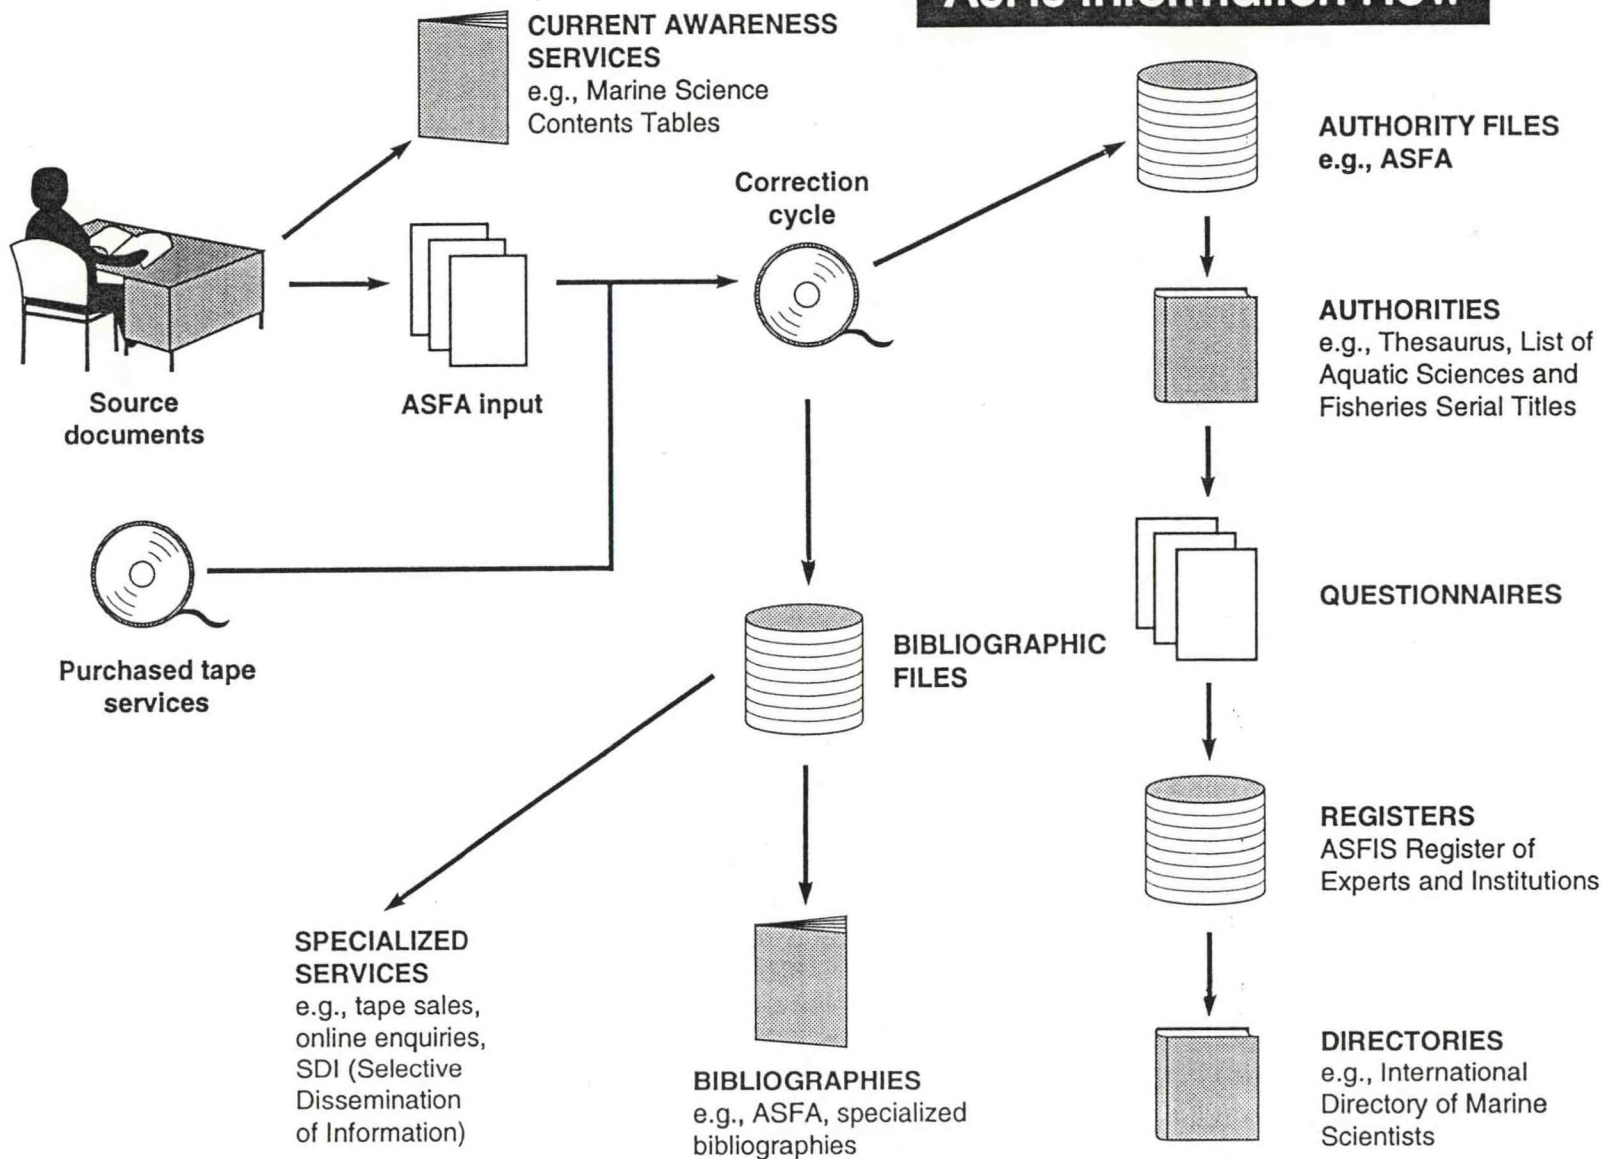 CURRENT AWARENESS
SERVICES
e.g., Marine Science
Contents Tables
Correction
cycle
AUTHORITY FILES
e.g., ASFA
Source
documents
ASFA input
AUTHORITIES
e.g., Thesaurus, List of
Aquatic Sciences and
Fisheries Serial Titles
Purchased tape
services
BIBLIOGRAPHIC
FILES
QUESTIONNAIRES
REGISTERS
ASFIS Register of
Experts and Institutions
SPECIALIZED
SERVICES
e.g., tape sales,
online enquiries,
SDI (Selective
Dissemination
of Information)
BIBLIOGRAPHIES
e.g., ASFA, specialized
bibliographies
DIRECTORIES
e.g., International
Directory of Marine
Scientists